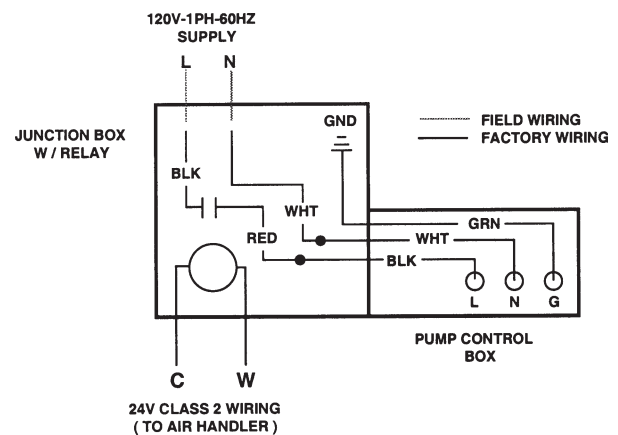 120V-1PH-60HZ
SUPPLY
L N
JUNCTION BOX
W / RELAY
GND
FIELD WIRING
FACTORY WIRING
BLK
WHT
RED
GRN
WHT
BLK
L N G
PUMP CONTROL
BOX
C W
24V CLASS 2 WIRING
( TO AIR HANDLER )